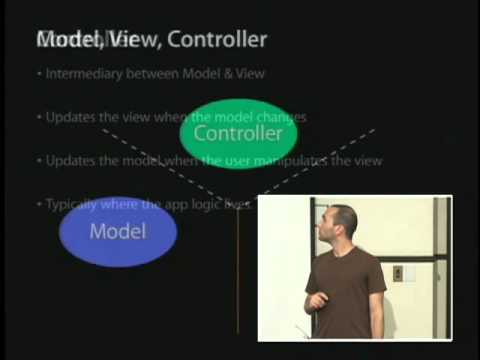 Model, View, Controller
Controller
• Intermediary between Model & View
• Updates the view when the model changes
Controller
• Updates the model when the user manipulates the view
• Typically where the app logic lives
Model